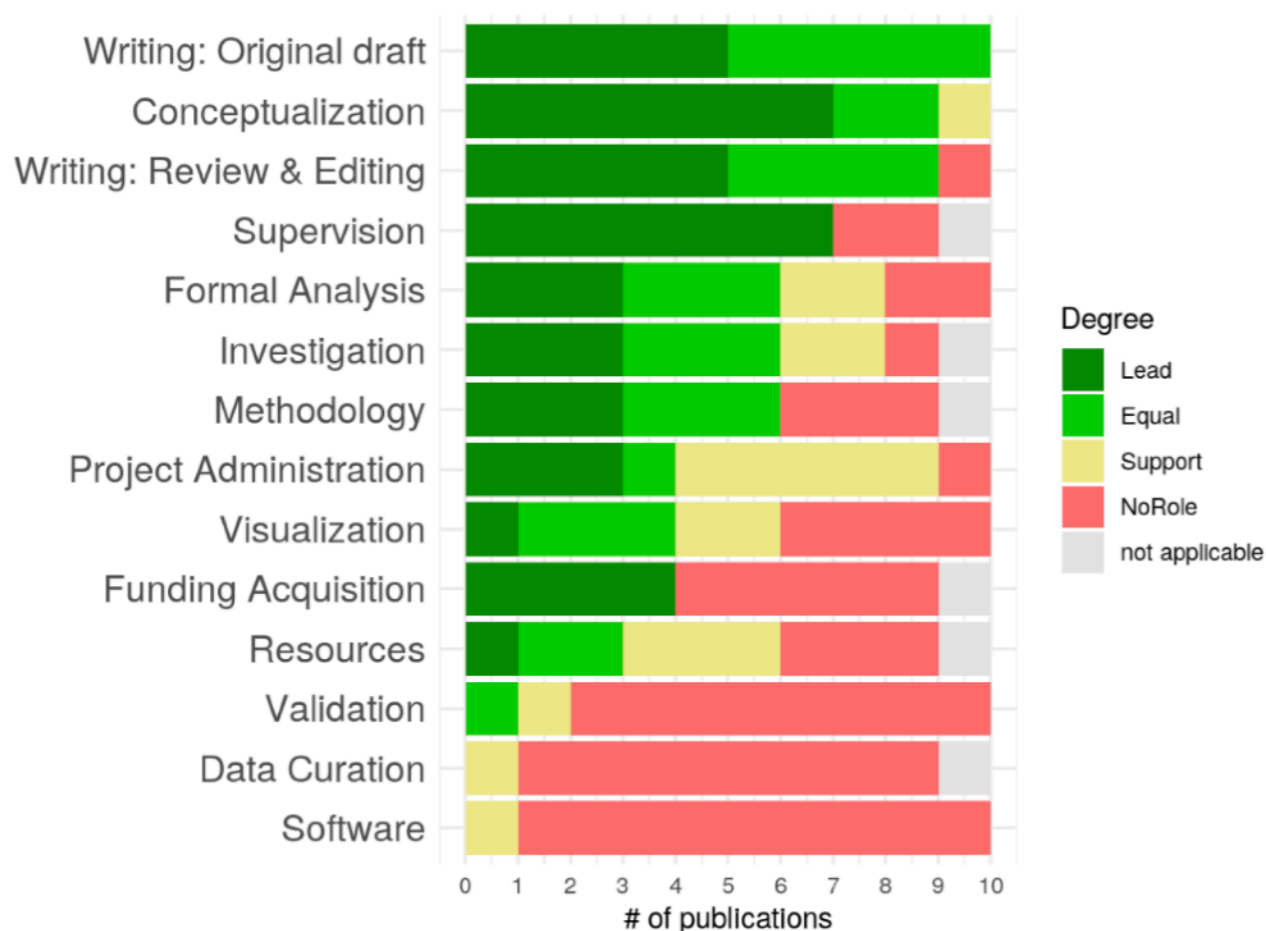 Writing: Original draft
Conceptualization
Writing: Review & Editing
Supervision
Formal Analysis
Investigation
Methodology
Project Administration
Visualization
Funding Acquisition
Resources
Validation
Data Curation
Software
0 1 2 3 4 5 6 7 8 9 10
# of publications
Degree
Lead
Equal
Support
NoRole
not applicable